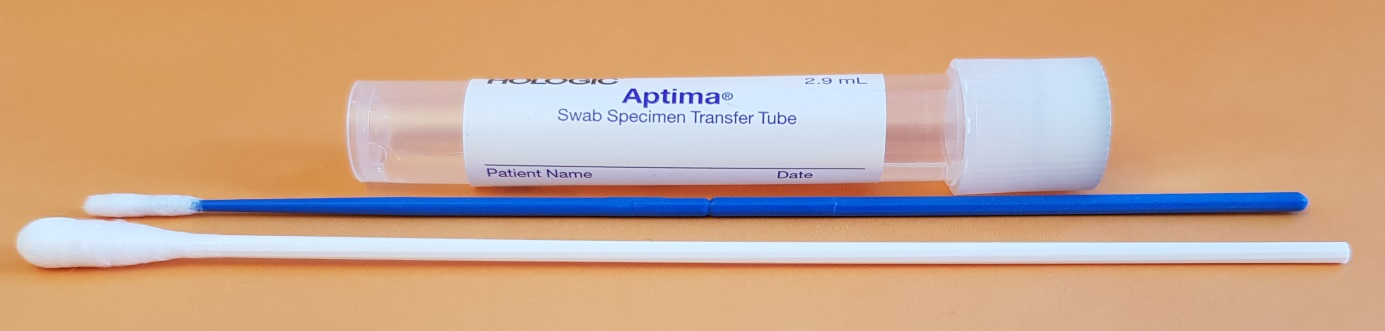 HOLOGIC 2.9 mL
Aptima®
Swab Specimen Transfer Tube
Patient Name Date